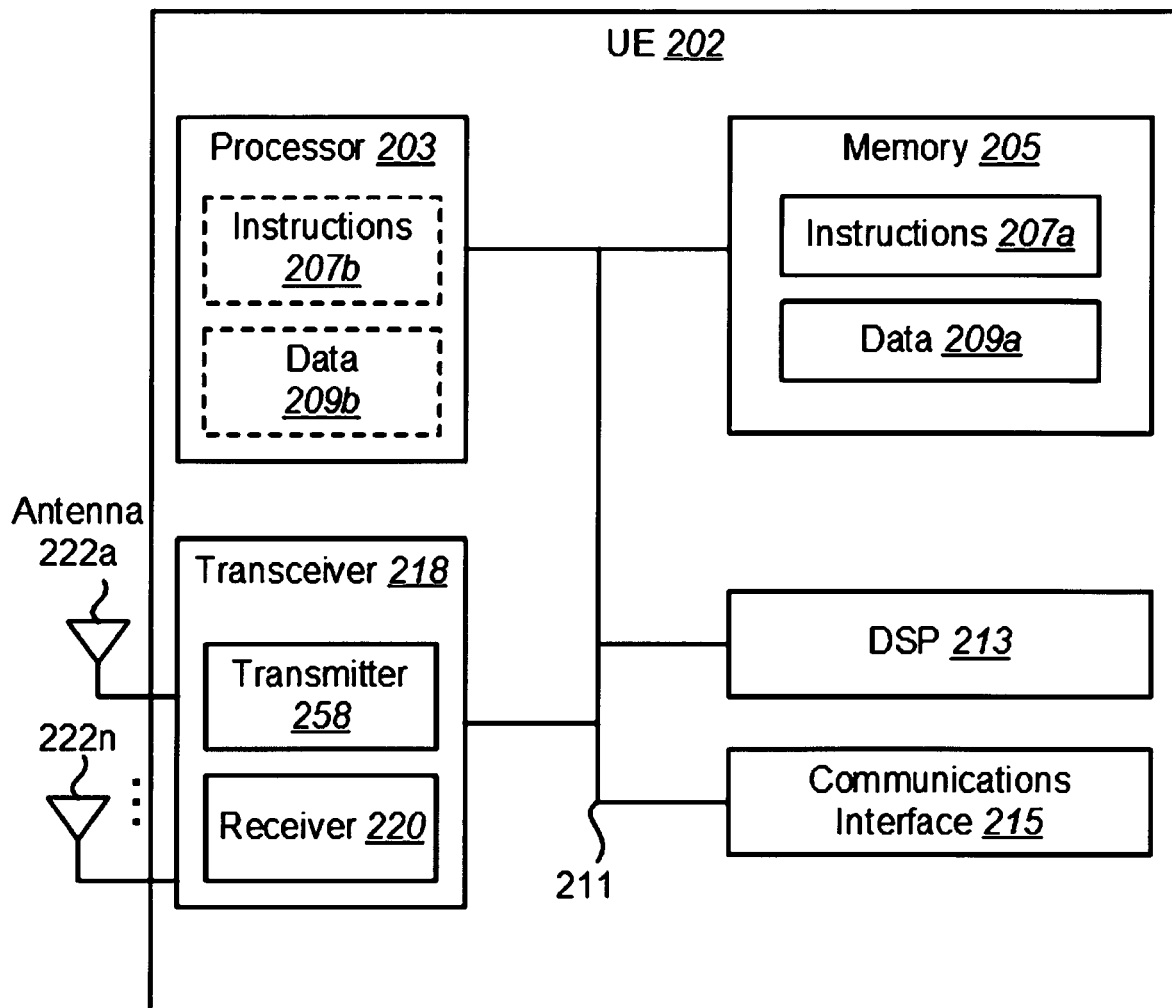 UE 202
Processor 203
Instructions
207b
Data
209b
Memory 205
Instructions 207a
Data 209a
Antenna
222a
222n
Transceiver 218
Transmitter
258
Receiver 220
DSP 213
Communications
Interface 215
211